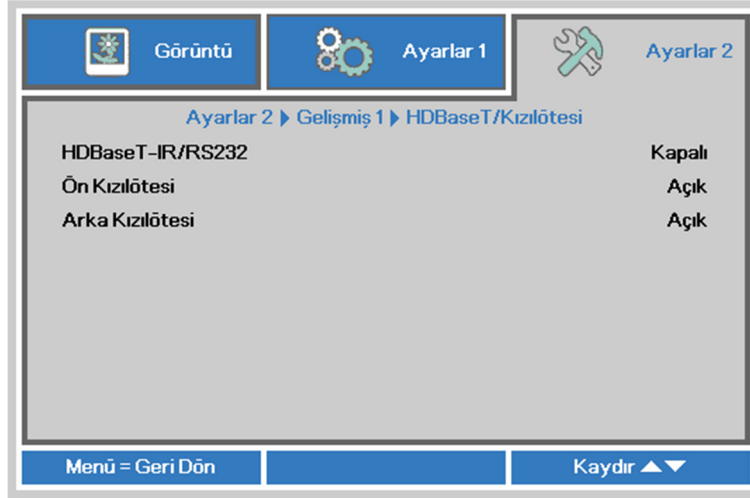 Görüntü
Ayarlar 1
Ayarlar 2
Ayarlar 2 ▶ Gelişmiş 1 ▶ HDBaseT/Kızılötesi
HDBaseT-IR/RS232 Kapalı
Ön Kızılötesi Açık
Arka Kızılötesi Açık
Menü = Geri Dön
Kaydır ▲▼